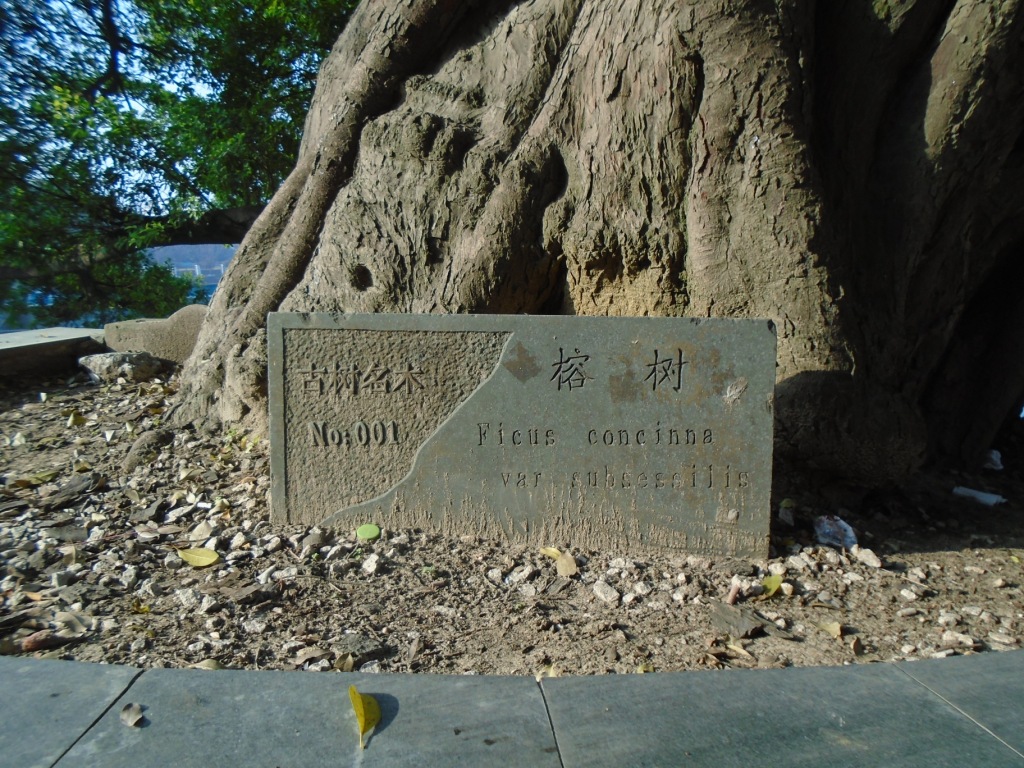 古树名木
No:001
榕树
Ficus concinna
var subsessilis